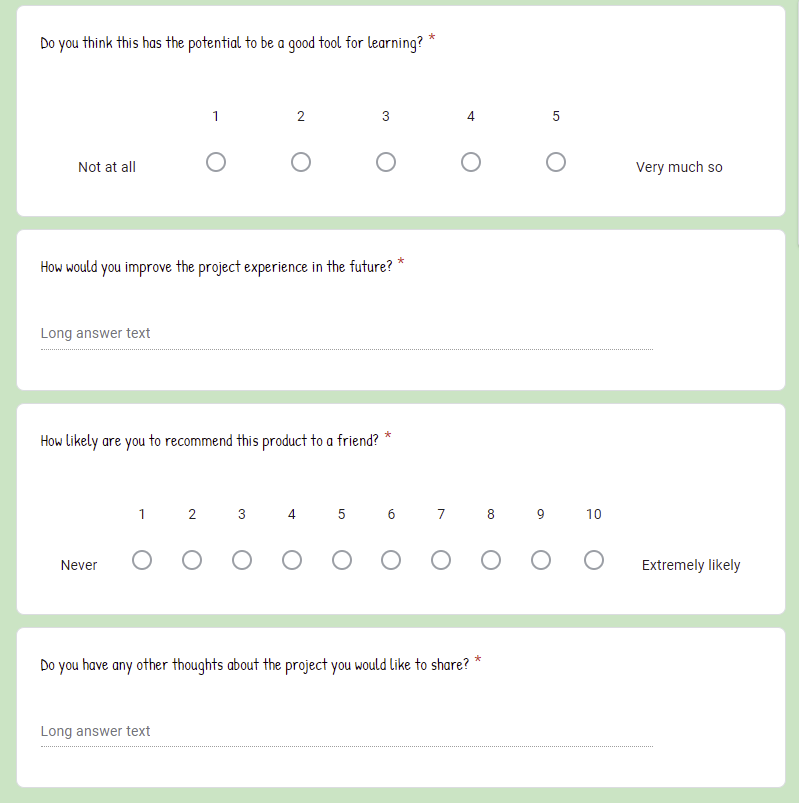 Do you think this has the potential to be a good tool for learning? *
1 2 3 4 5
Not at all Very much so
How would you improve the project experience in the future? *
Long answer text
How likely are you to recommend this product to a friend? *
1 2 3 4 5 6 7 8 9 10
Never Extremely likely
Do you have any other thoughts about the project you would like to share? *
Long answer text